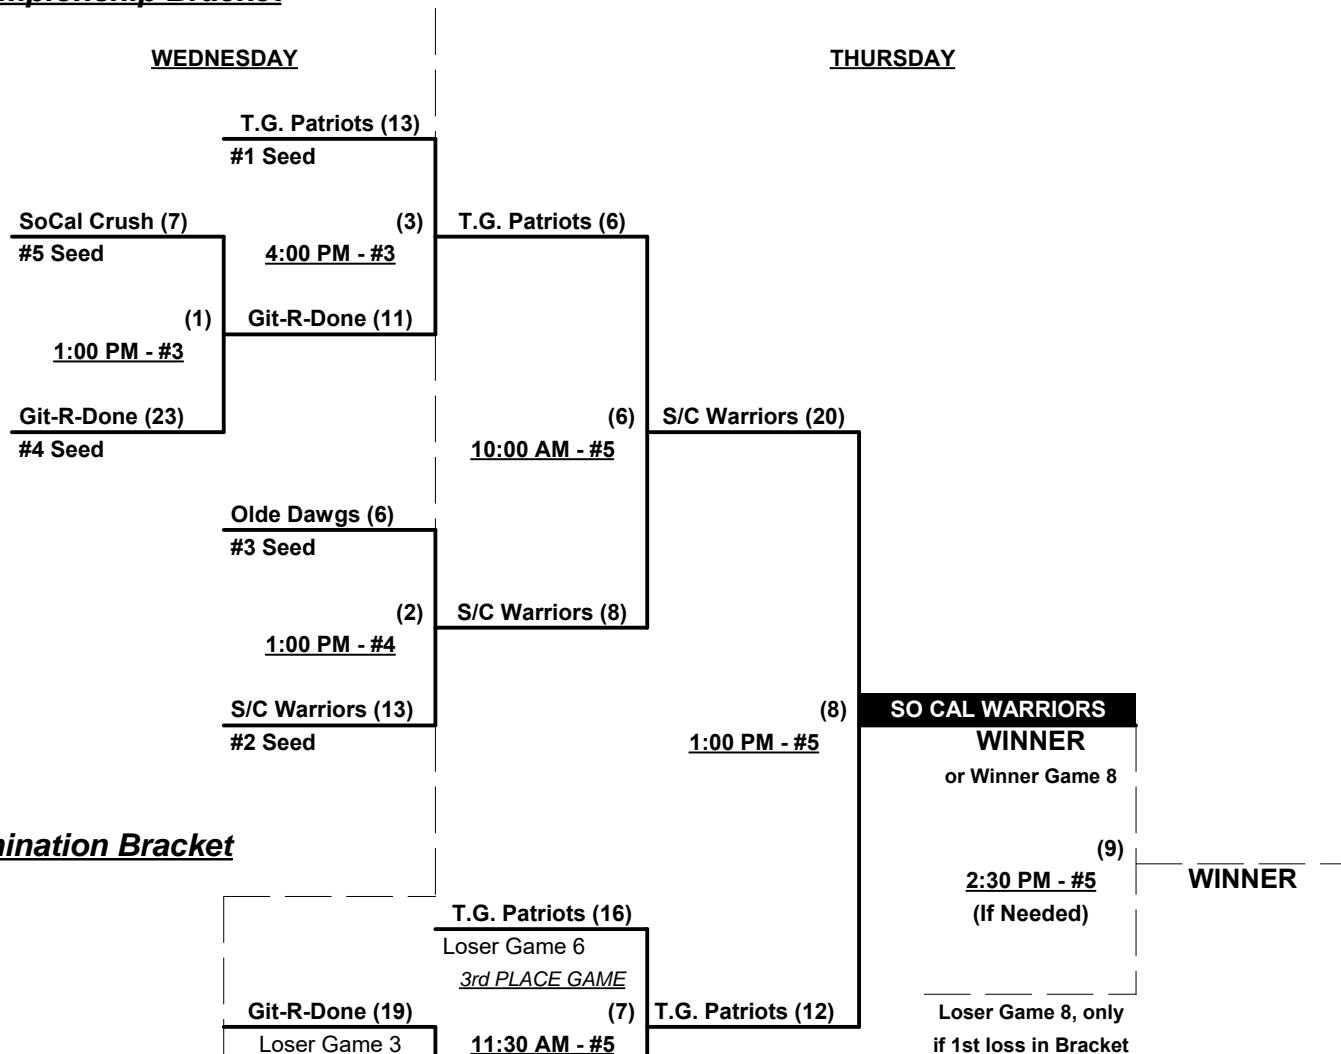 WEDNESDAY
THURSDAY
T.G. Patriots (13)
#1 Seed
SoCal Crush (7)
(3)
T.G. Patriots (6)
#5 Seed
4:00 PM - #3
(1)
Git-R-Done (11)
1:00 PM - #3
Git-R-Done (23)
(6)
S/C Warriors (20)
#4 Seed
10:00 AM - #5
Olde Dawgs (6)
#3 Seed
(2)
S/C Warriors (8)
1:00 PM - #4
S/C Warriors (13)
(8)
SO CAL WARRIORS
#2 Seed
1:00 PM - #5
WINNER
or Winner Game 8
mination Bracket
(9)
2:30 PM - #5
WINNER
(If Needed)
T.G. Patriots (16)
Loser Game 6
3rd PLACE GAME
Git-R-Done (19)
(7)
T.G. Patriots (12)
Loser Game 8, only
Loser Game 3
11:30 AM - #5
if 1st loss in Bracket